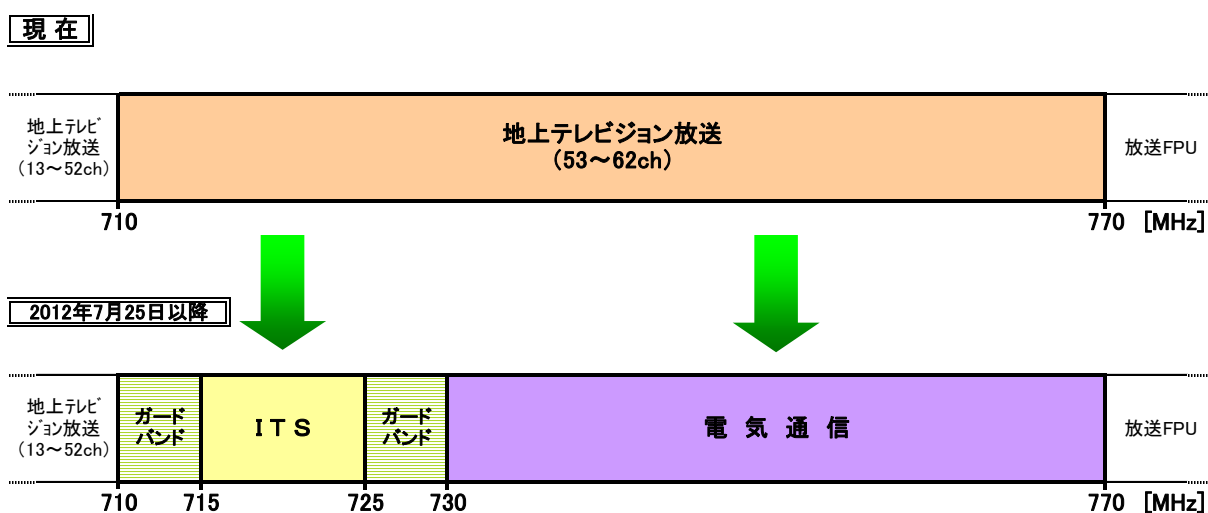 現 在
地上テレビ
ジョン放送
（13～52ch）
地上テレビジョン放送
（53～62ch）
放送FPU
710
770 [MHz]
2012年7月25日以降
地上テレビ
ジョン放送
（13～52ch）
ガード
バンド
ＩＴＳ
ガード
バンド
電 気 通 信
放送FPU
710
715
725
730
770 [MHz]